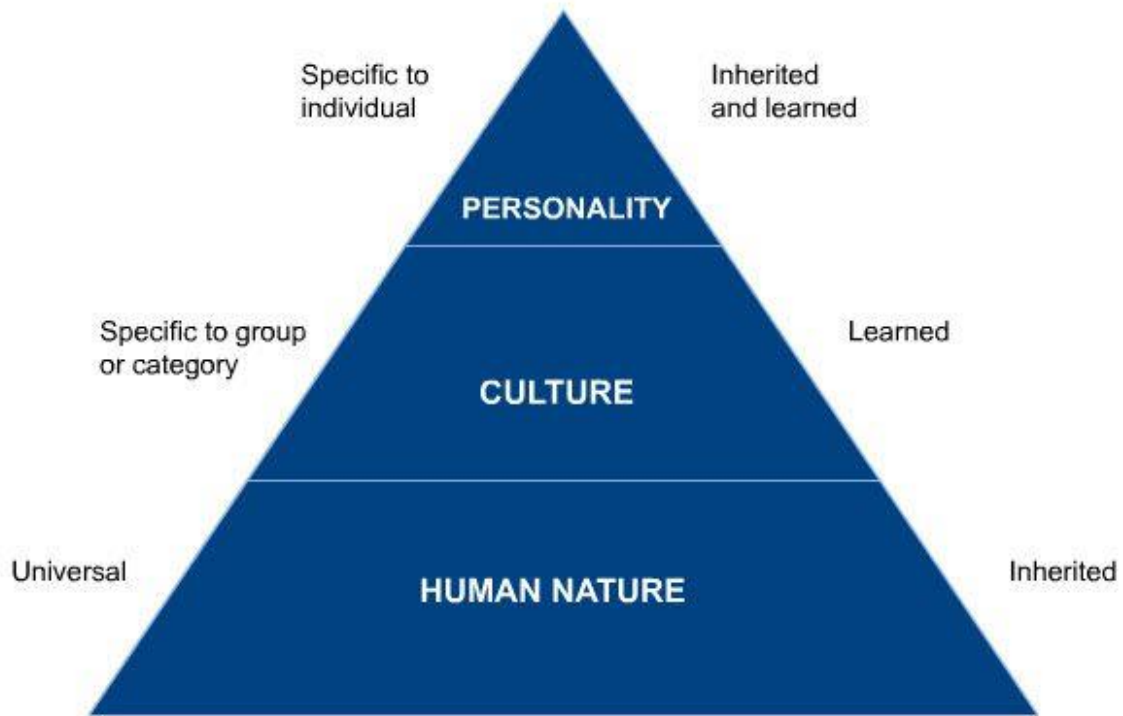 Specific to
individual
Inherited
and learned
PERSONALITY
Specific to group
or category
Learned
CULTURE
Universal
Inherited
HUMAN NATURE